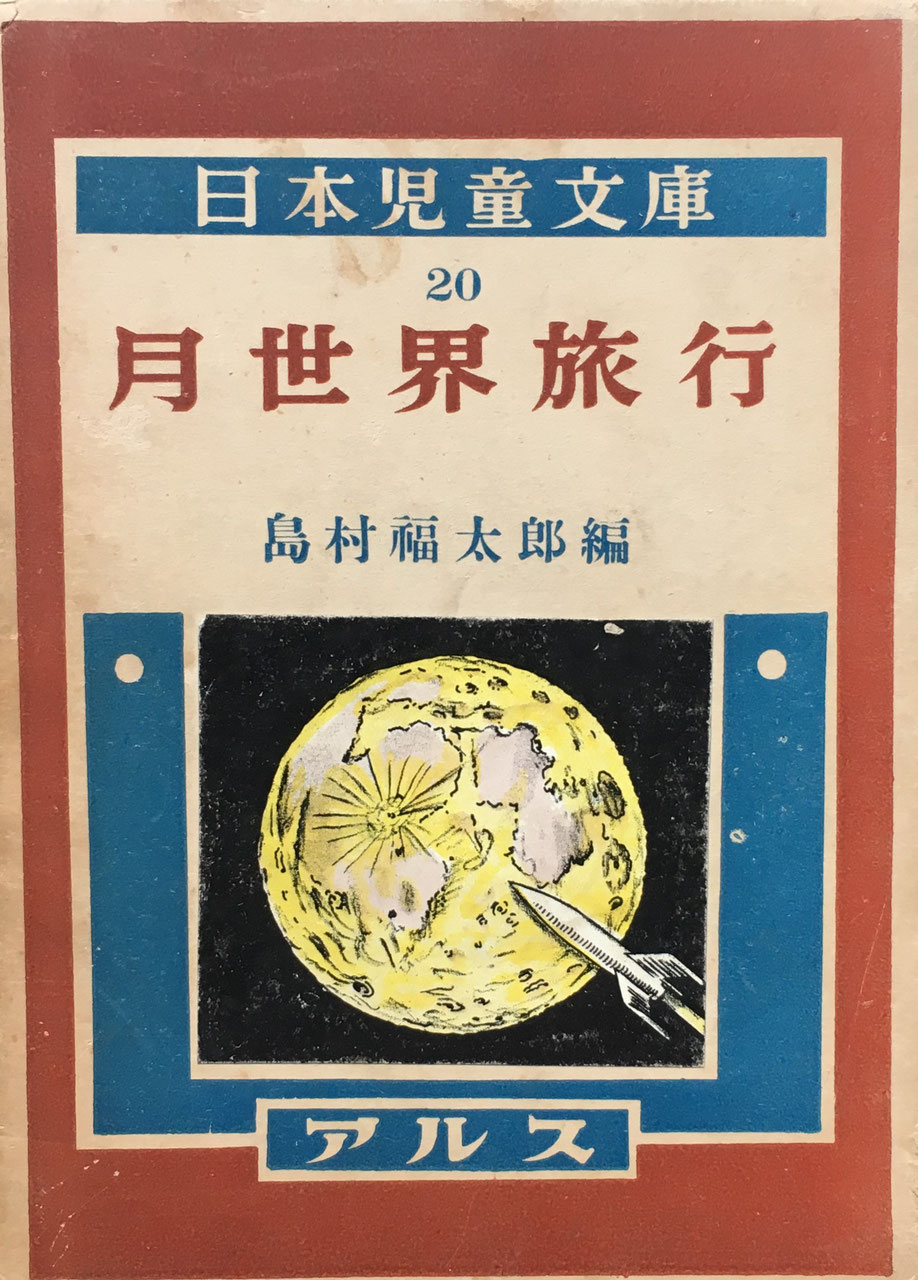 日本児童文庫
20
月世界旅行
島村福太郎編
アルス